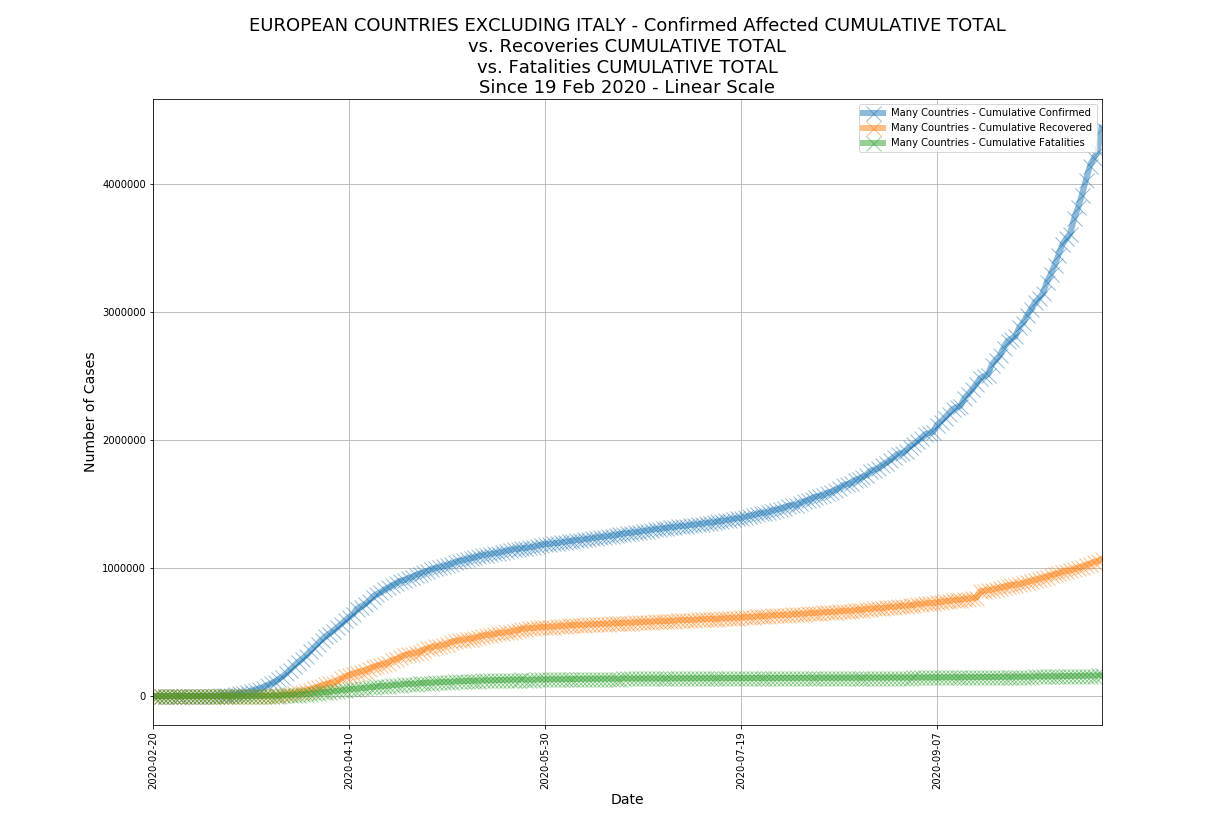 EUROPEAN COUNTRIES EXCLUDING ITALY - Confirmed Affected CUMULATIVE TOTAL
vs. Recoveries CUMULATIVE TOTAL
vs. Fatalities CUMULATIVE TOTAL
Since 19 Feb 2020 - Linear Scale
Many Countries - Cumulative Confirmed
Many Countries - Cumulative Recovered
Many Countries - Cumulative Fatalities
Number of Cases
4000000
3000000
2000000
1000000
0
2020-02-20
2020-04-10
2020-05-30
2020-07-19
2020-09-07
Date